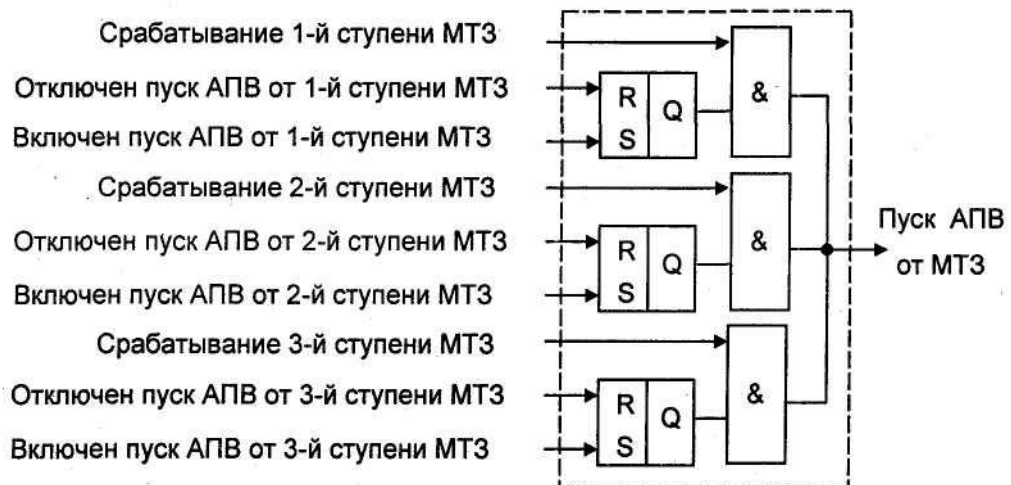 Срабатывание 1-й ступени МТЗ
Отключен пуск АПВ от 1-й ступени МТЗ
Включен пуск АПВ от 1-й ступени МТЗ
R
S
Q
&
Срабатывание 2-й ступени МТЗ
Отключен пуск АПВ от 2-й ступени МТЗ
Включен пуск АПВ от 2-й ступени МТЗ
R
S
Q
&
Срабатывание 3-й ступени МТЗ
Отключен пуск АПВ от 3-й ступени МТЗ
Включен пуск АПВ от 3-й ступени МТЗ
R
S
Q
&
Пуск АПВ
от МТЗ